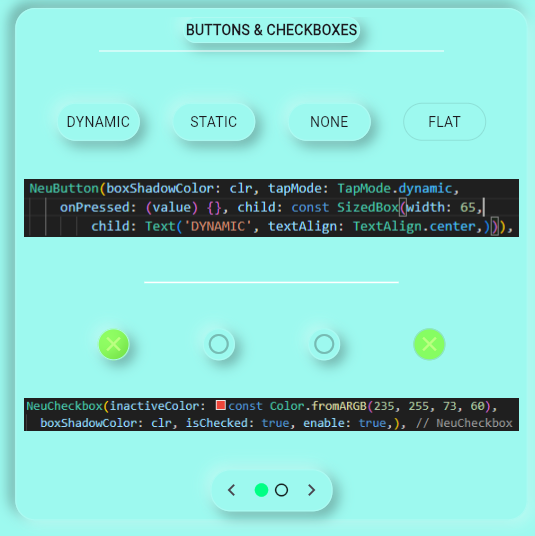 BUTTONS & CHECKBOXES
DYNAMIC STATIC NONE FLAT
NeuButton(boxShadowColor: clr, tapMode: TapMode.dynamic,
onPressed: (value) {}, child: const SizedBox(width: 65,
child: Text('DYNAMIC', textAlign: TextAlign.center,))),
NeuCheckbox(inactiveColor: const Color.fromARGB(235, 255, 73, 60),
boxShadowColor: clr, isChecked: true, enable: true,), // NeuCheckbox